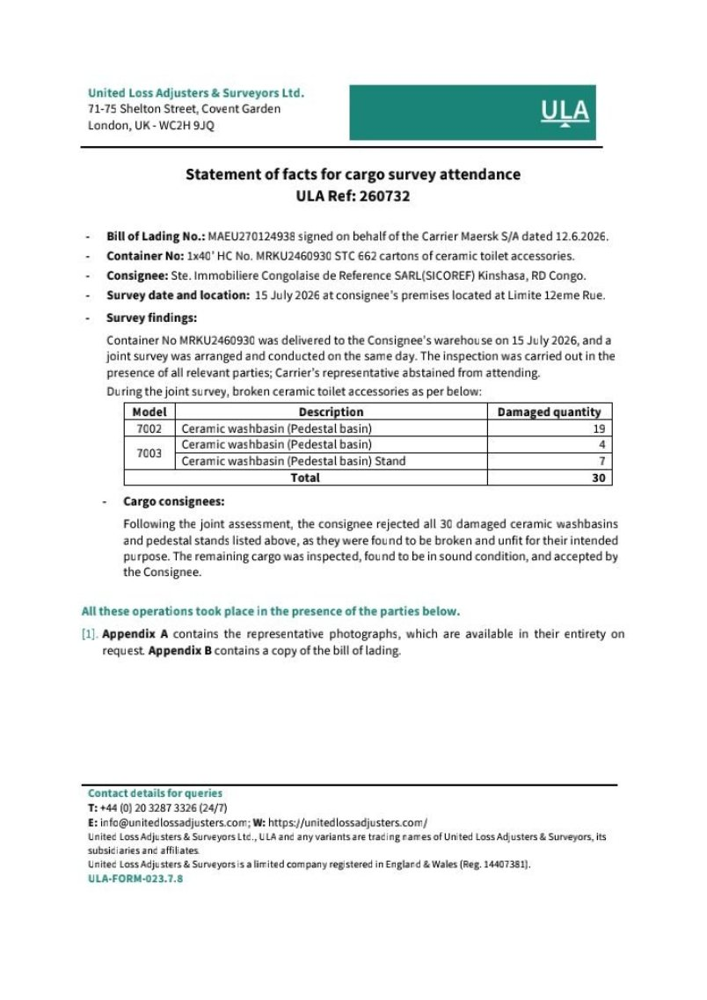 United Loss Adjusters & Surveyors Ltd.
71-75 Shelton Street, Covent Garden
London, UK - WC2H 9JQ
ULA
Statement of facts for cargo survey attendance
ULA Ref: 260732
- Bill of Lading No.: MAEU270124938 signed on behalf of the Carrier Maersk S/A dated 12.6.2026.
- Container No: 1x40' HC No. MRKU2460930 STC 662 cartons of ceramic toilet accessories.
- Consignee: Ste. Immobiliere Congolaise de Reference SARL(SICOREF) Kinshasa, RD Congo.
- Survey date and location: 15 July 2026 at consignee's premises located at Limite 12eme Rue.
- Survey findings:
Container No MRKU2460930 was delivered to the Consignee's warehouse on 15 July 2026, and a
joint survey was arranged and conducted on the same day. The inspection was carried out in the
presence of all relevant parties; Carrier's representative abstained from attending.
During the joint survey, broken ceramic toilet accessories as per below:
Model Description Damaged quantity
7002 Ceramic washbasin (Pedestal basin) 19
7003 Ceramic washbasin (Pedestal basin) 4
Ceramic washbasin (Pedestal basin) Stand 7
Total 30
- Cargo consignees:
Following the joint assessment, the consignee rejected all 30 damaged ceramic washbasins
and pedestal stands listed above, as they were found to be broken and unfit for their intended
purpose. The remaining cargo was inspected, found to be in sound condition, and accepted by
the Consignee.
All these operations took place in the presence of the parties below.
[1]. Appendix A contains the representative photographs, which are available in their entirety on
request. Appendix B contains a copy of the bill of lading.
Contact details for queries
T: +44 (0) 20 3287 3326 (24/7)
E: info@unitedlossadjusters.com; W: https://unitedlossadjusters.com/
United Loss Adjusters & Surveyors Ltd., ULA and any variants are trading names of United Loss Adjusters & Surveyors, its
subsidiaries and affiliates.
United Loss Adjusters & Surveyors is a limited company registered in England & Wales (Reg. 14407381).
ULA-FORM-023.7.8